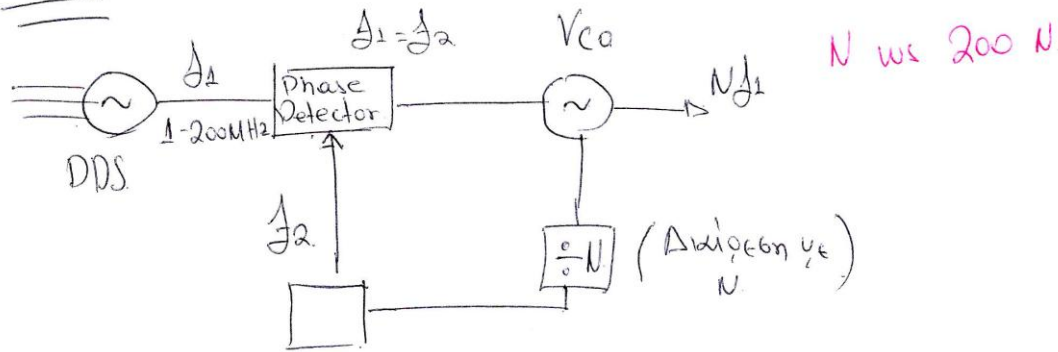 f1=f2
VCO
N ως 200 N
f1
Phase
Detector
Nf1
1-200MHz
DDS
f2
÷N
(Διαίρεση με
N)